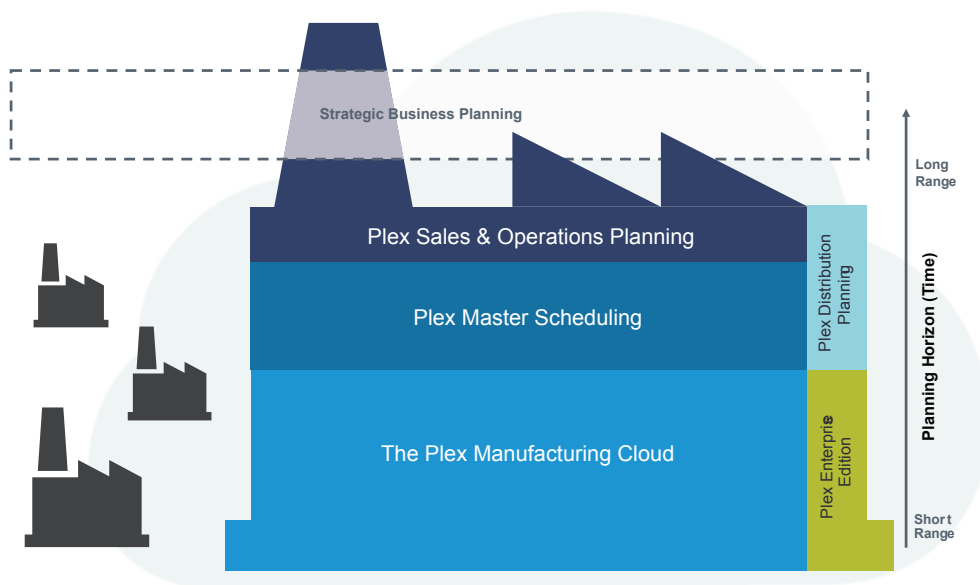 Strategic Business Planning
Long
Range
Plex Sales & Operations Planning
Plex Distribution
Planning
Plex Master Scheduling
Planning Horizon (Time)
The Plex Manufacturing Cloud
Plex Enterprise
Edition
Short
Range